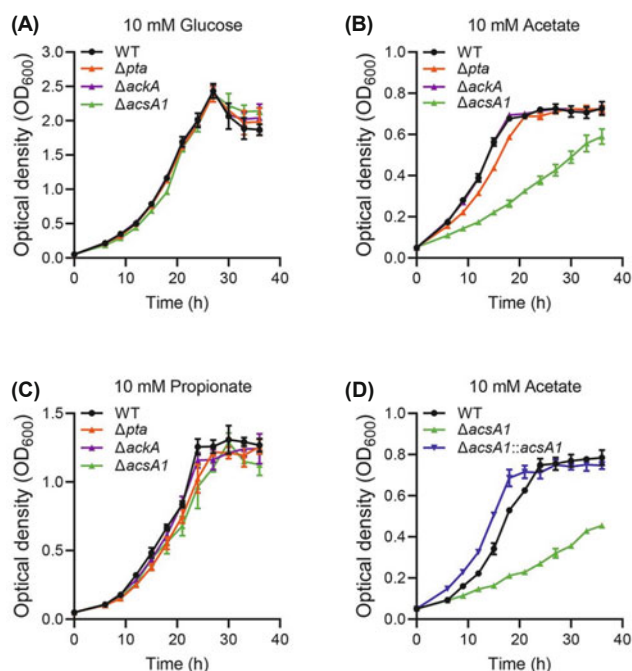 (A)
10 mM Glucose
WT
Δpta
ΔackA
ΔacsA1
Optical density (OD600)
3.0
2.5
2.0
1.5
1.0
0.5
0.0
0 10 20 30 40
Time (h)
(B)
10 mM Acetate
WT
Δpta
ΔackA
ΔacsA1
Optical density (OD600)
1.0
0.8
0.6
0.4
0.2
0.0
0 10 20 30 40
Time (h)
(C)
10 mM Propionate
WT
Δpta
ΔackA
ΔacsA1
Optical density (OD600)
1.5
1.0
0.5
0.0
0 10 20 30 40
Time (h)
(D)
10 mM Acetate
WT
ΔacsA1
ΔacsA1::acsA1
Optical density (OD600)
1.0
0.8
0.6
0.4
0.2
0.0
0 10 20 30 40
Time (h)